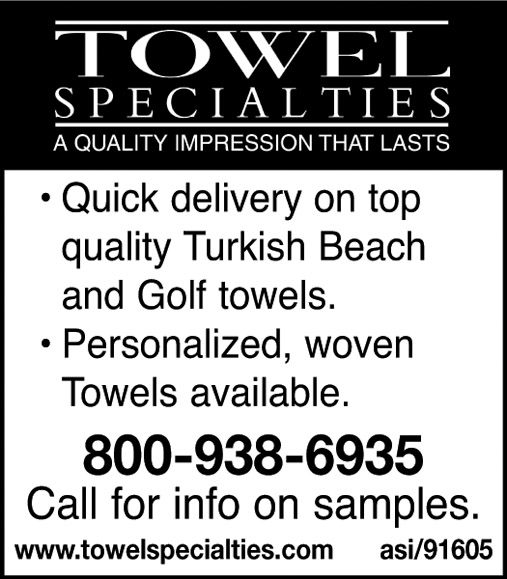 TOWEL
SPECIALTIES
A QUALITY IMPRESSION THAT LASTS
• Quick delivery on top
quality Turkish Beach
and Golf towels.
• Personalized, woven
Towels available.
800-938-6935
Call for info on samples.
www.towelspecialties.com asi/91605